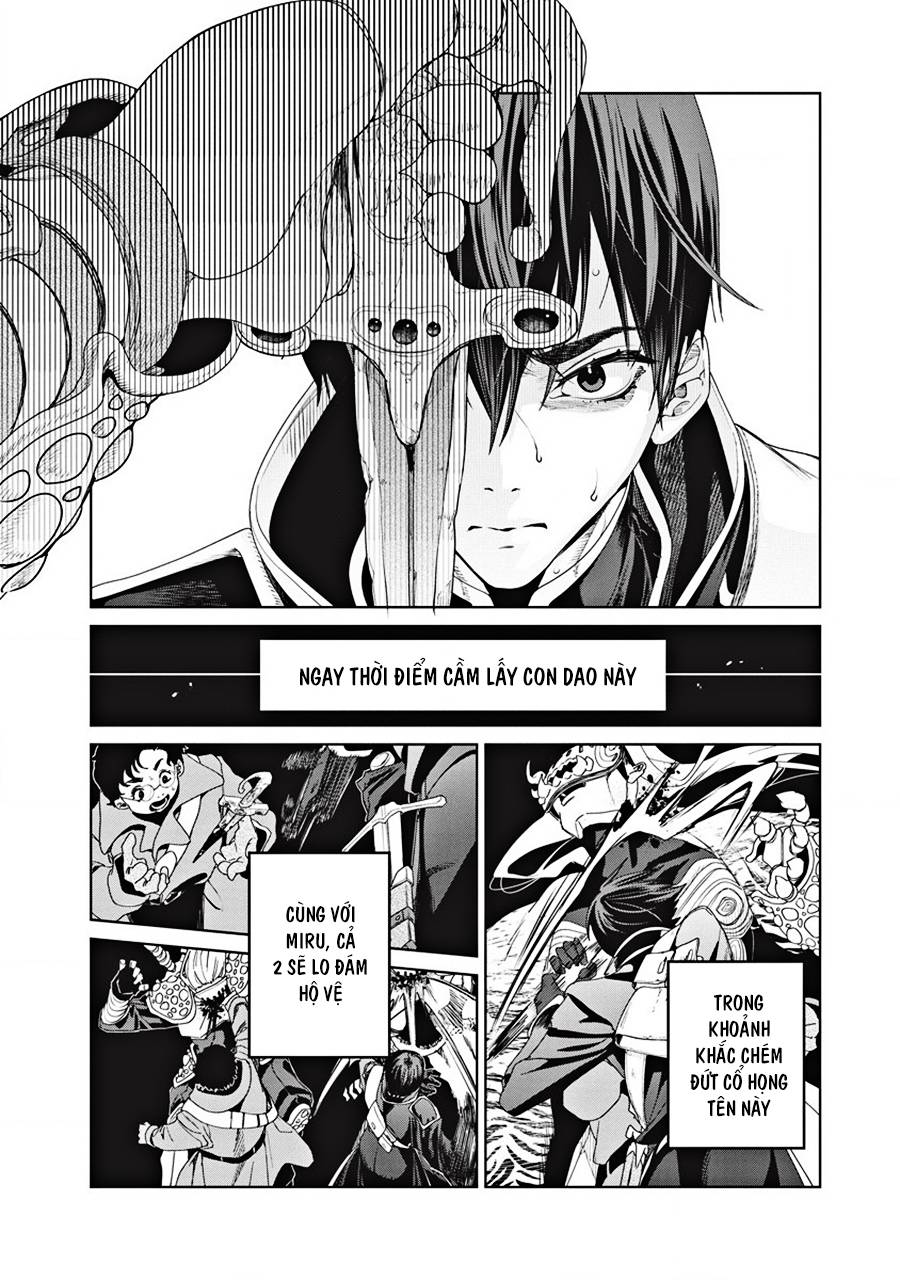 NGAY THỜI ĐIỂM CẦM LẤY CON DAO NÀY
TRONG
KHOẢNH
KHẮC CHÉM
ĐỨT CỔ HỌNG
TÊN NÀY
CÙNG VỚI
MIRU, CẢ
2 SẼ LO ĐÁM
HỘ VỆ